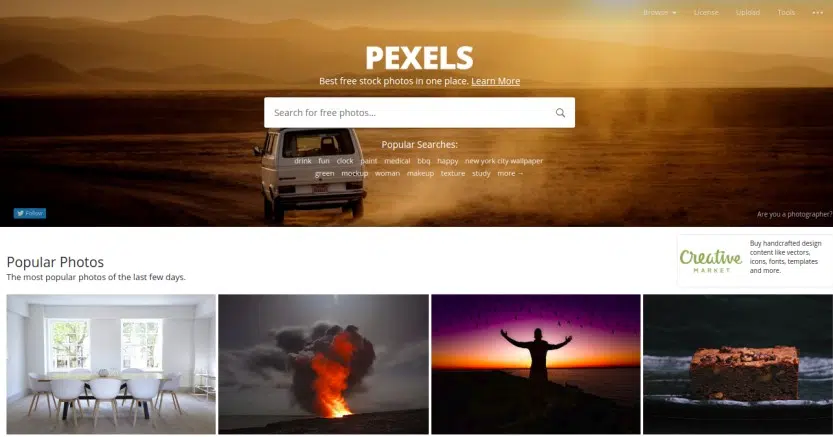 Browse License Upload Tools
PEXELS
Best free stock photos in one place. Learn More
Search for free photos...
Popular Searches:
drink fun clock paint medical bbq happy new york city wallpaper
green mockup woman makeup texture study more →
Follow
Are you a photographer?
Creative
MARKET
Buy handcrafted design
content like vectors,
icons, fonts, templates
and more.
Popular Photos
The most popular photos of the last few days.